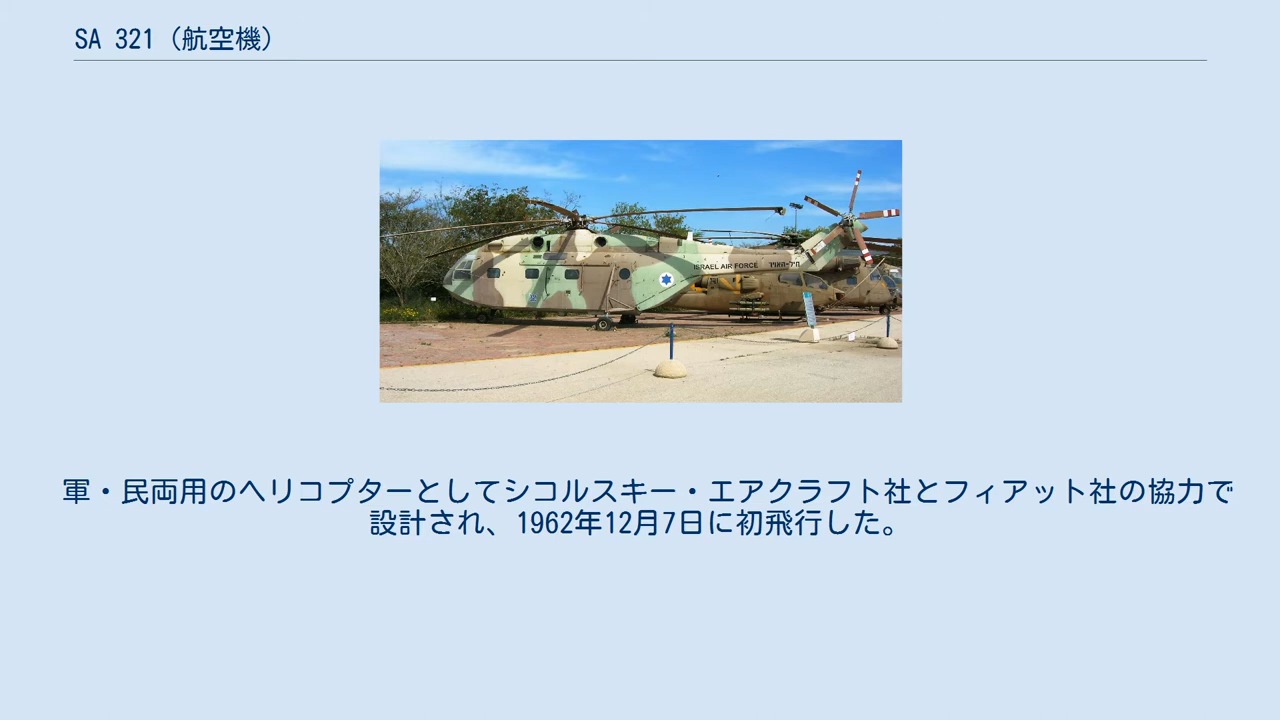 SA 321（航空機）
ISRAEL AIR FORCE חיל-האויר
軍・民両用のヘリコプターとしてシコルスキー・エアクラフト社とフィアット社の協力で
設計され、1962年12月7日に初飛行した。